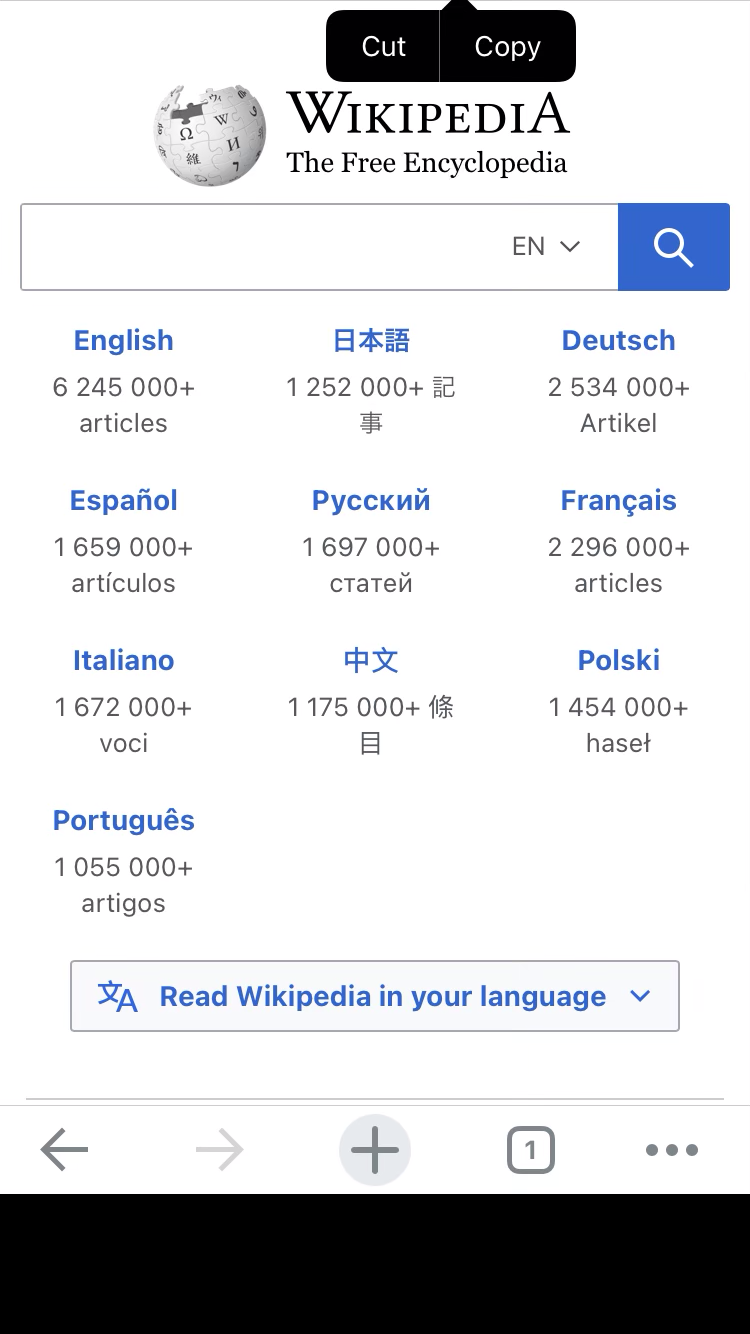 Cut Copy
WIKIPEDIA
The Free Encyclopedia
EN
English 日本語 Deutsch
6 245 000+ 1 252 000+ 記 2 534 000+
articles 事 Artikel
Español Русский Français
1 659 000+ 1 697 000+ 2 296 000+
artículos статей articles
Italiano 中文 Polski
1 672 000+ 1 175 000+ 條 1 454 000+
voci 目 haseł
Português
1 055 000+
artigos
Read Wikipedia in your language
1